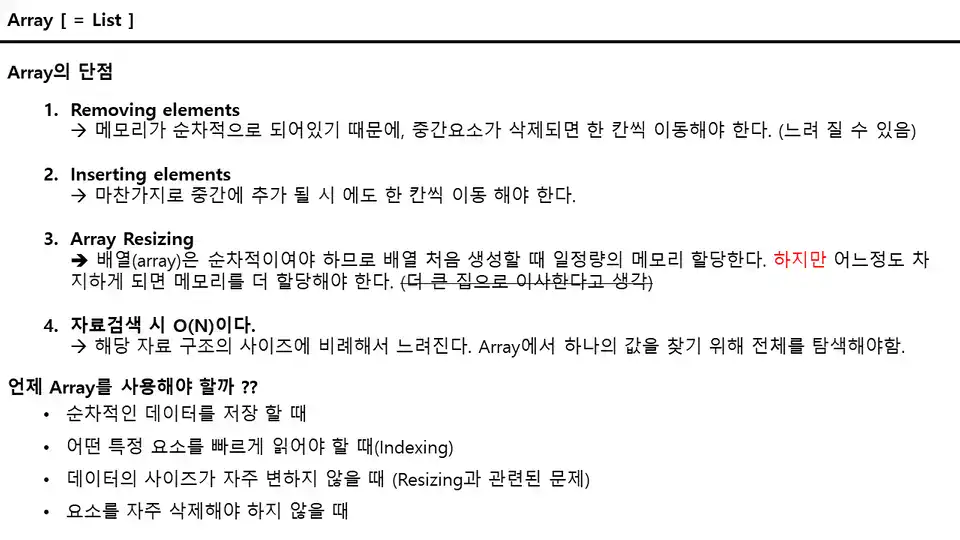 Array [ = List ]
Array의 단점
1. Removing elements
→ 메모리가 순차적으로 되어있기 때문에, 중간요소가 삭제되면 한 칸씩 이동해야 한다. (느려 질 수 있음)
2. Inserting elements
→ 마찬가지로 중간에 추가 될 시 에도 한 칸씩 이동 해야 한다.
3. Array Resizing
➔ 배열(array)은 순차적이여야 하므로 배열 처음 생성할 때 일정량의 메모리 할당한다. 하지만 어느정도 차
지하게 되면 메모리를 더 할당해야 한다. (더 큰 집으로 이사한다고 생각)
4. 자료검색 시 O(N)이다.
→ 해당 자료 구조의 사이즈에 비례해서 느려진다. Array에서 하나의 값을 찾기 위해 전체를 탐색해야함.
언제 Array를 사용해야 할까 ??
• 순차적인 데이터를 저장 할 때
• 어떤 특정 요소를 빠르게 읽어야 할 때(Indexing)
• 데이터의 사이즈가 자주 변하지 않을 때 (Resizing과 관련된 문제)
• 요소를 자주 삭제해야 하지 않을 때